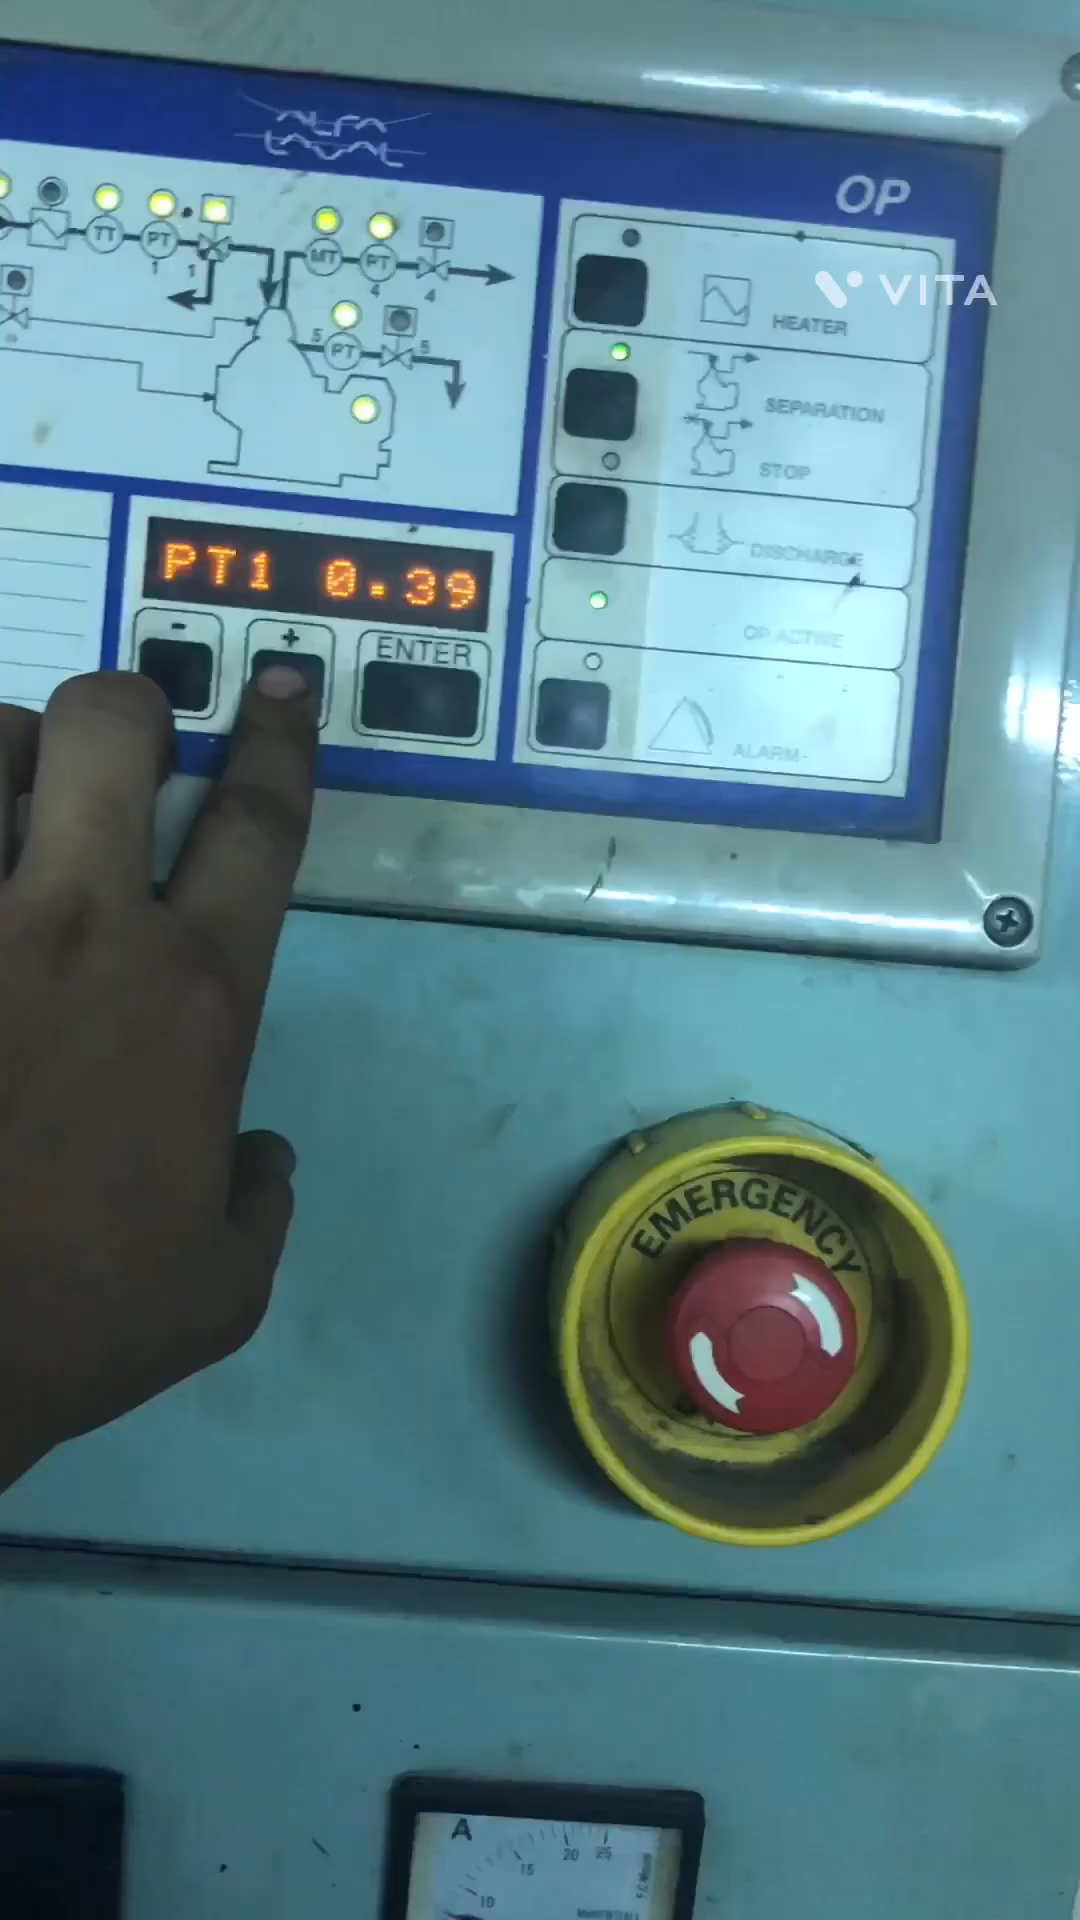 ALFA
LAVAL
OP
VITA
TT
PT
1
1
MT
PT
4
4
5
PT
5
HEATER
SEPARATION
STOP
DISCHARGE
OP ACTIVE
ALARM
PT1 0.39
-
+
ENTER
EMERGENCY
A
10
15
20
25